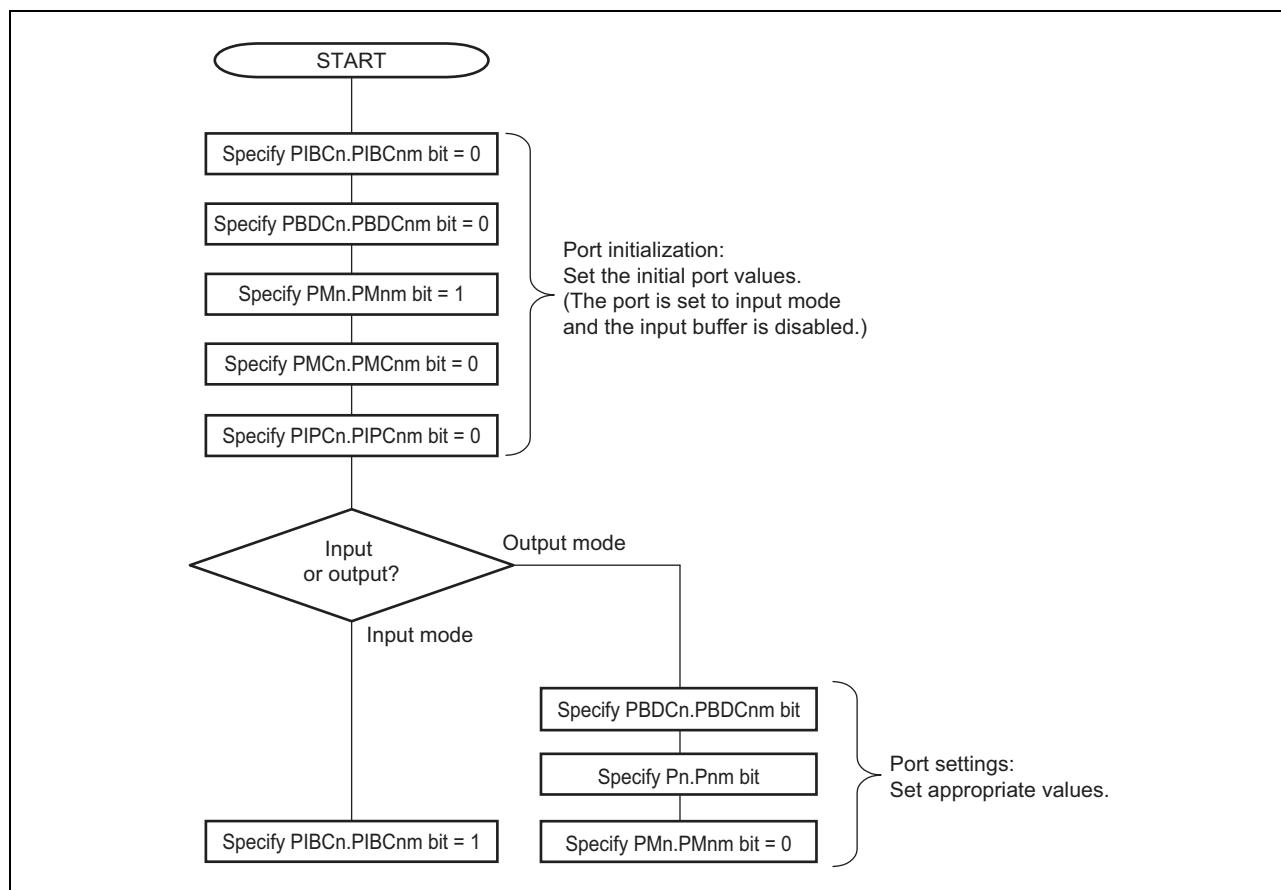 START
Specify PIBCn.PIBCnm bit = 0
Specify PBDCn.PBDCnm bit = 0
Specify PMn.PMnm bit = 1
Specify PMCn.PMCnm bit = 0
Specify PIPCn.PIPCnm bit = 0
Port initialization:
Set the initial port values.
(The port is set to input mode
and the input buffer is disabled.)
Input
or output?
Output mode
Input mode
Specify PBDCn.PBDCnm bit
Specify Pn.Pnm bit
Specify PMn.PMnm bit = 0
Port settings:
Set appropriate values.
Specify PIBCn.PIBCnm bit = 1